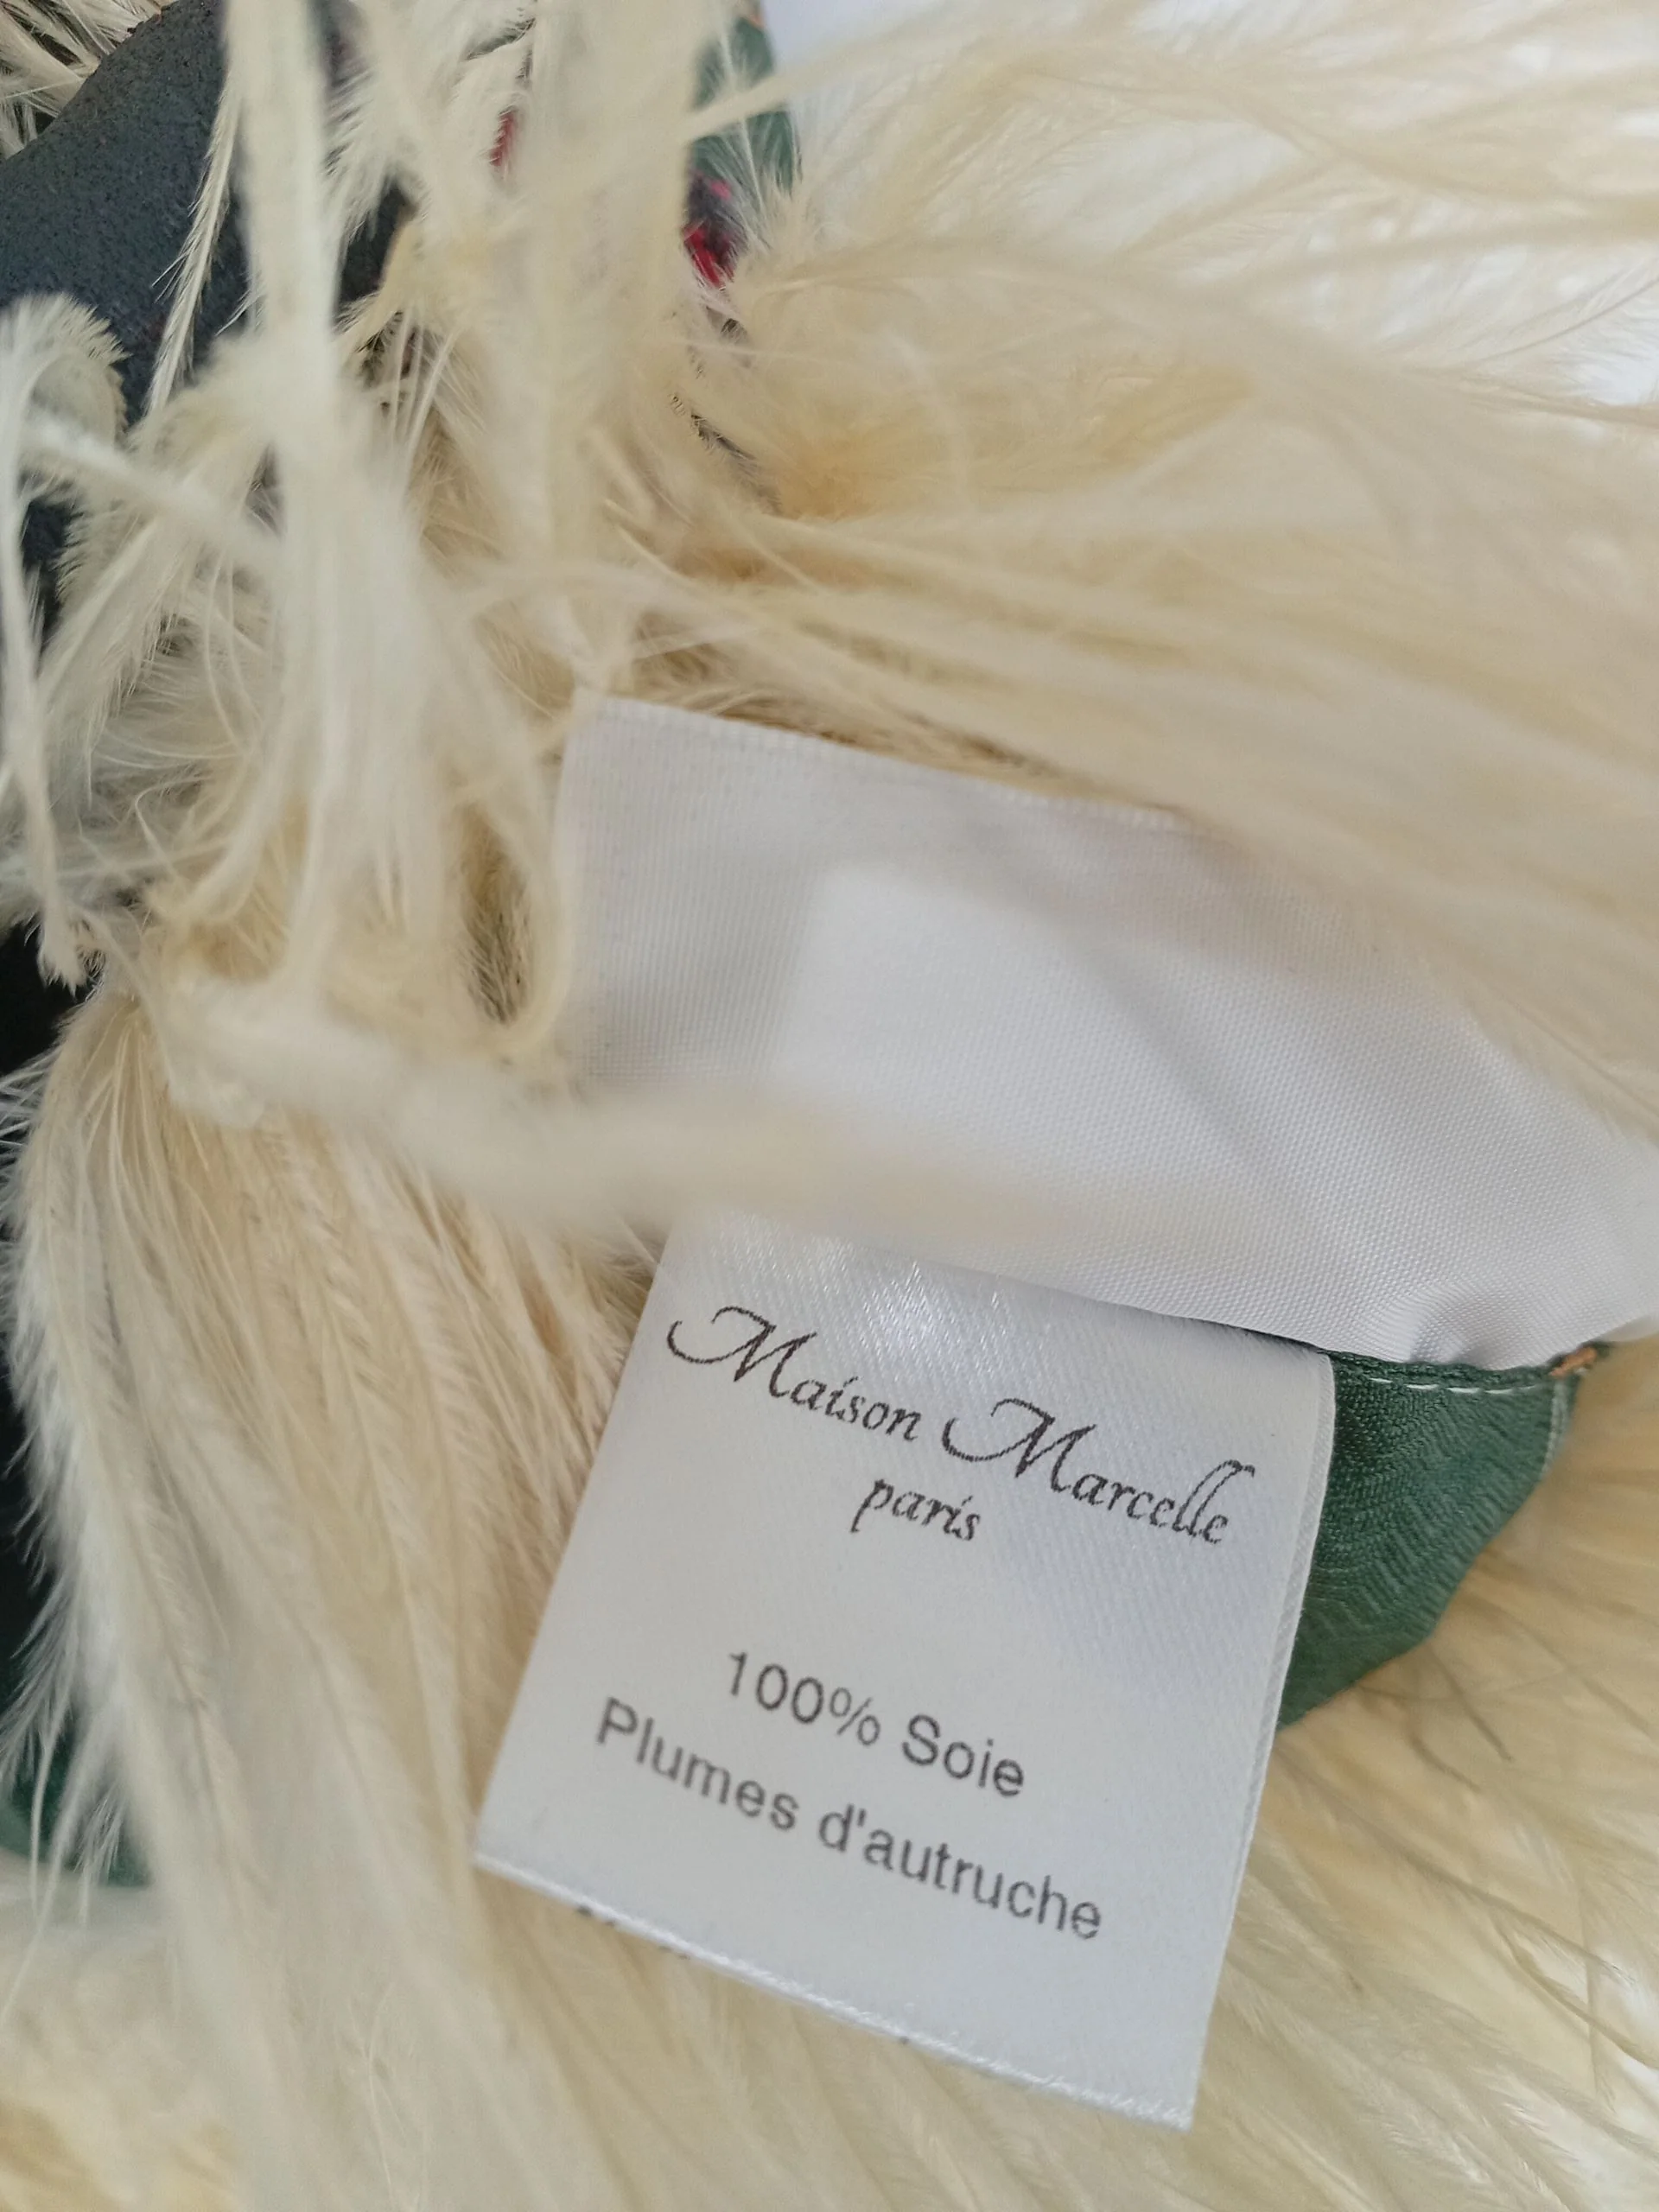 Maison Marcelle
paris
100% Soie
Plumes d'autruche